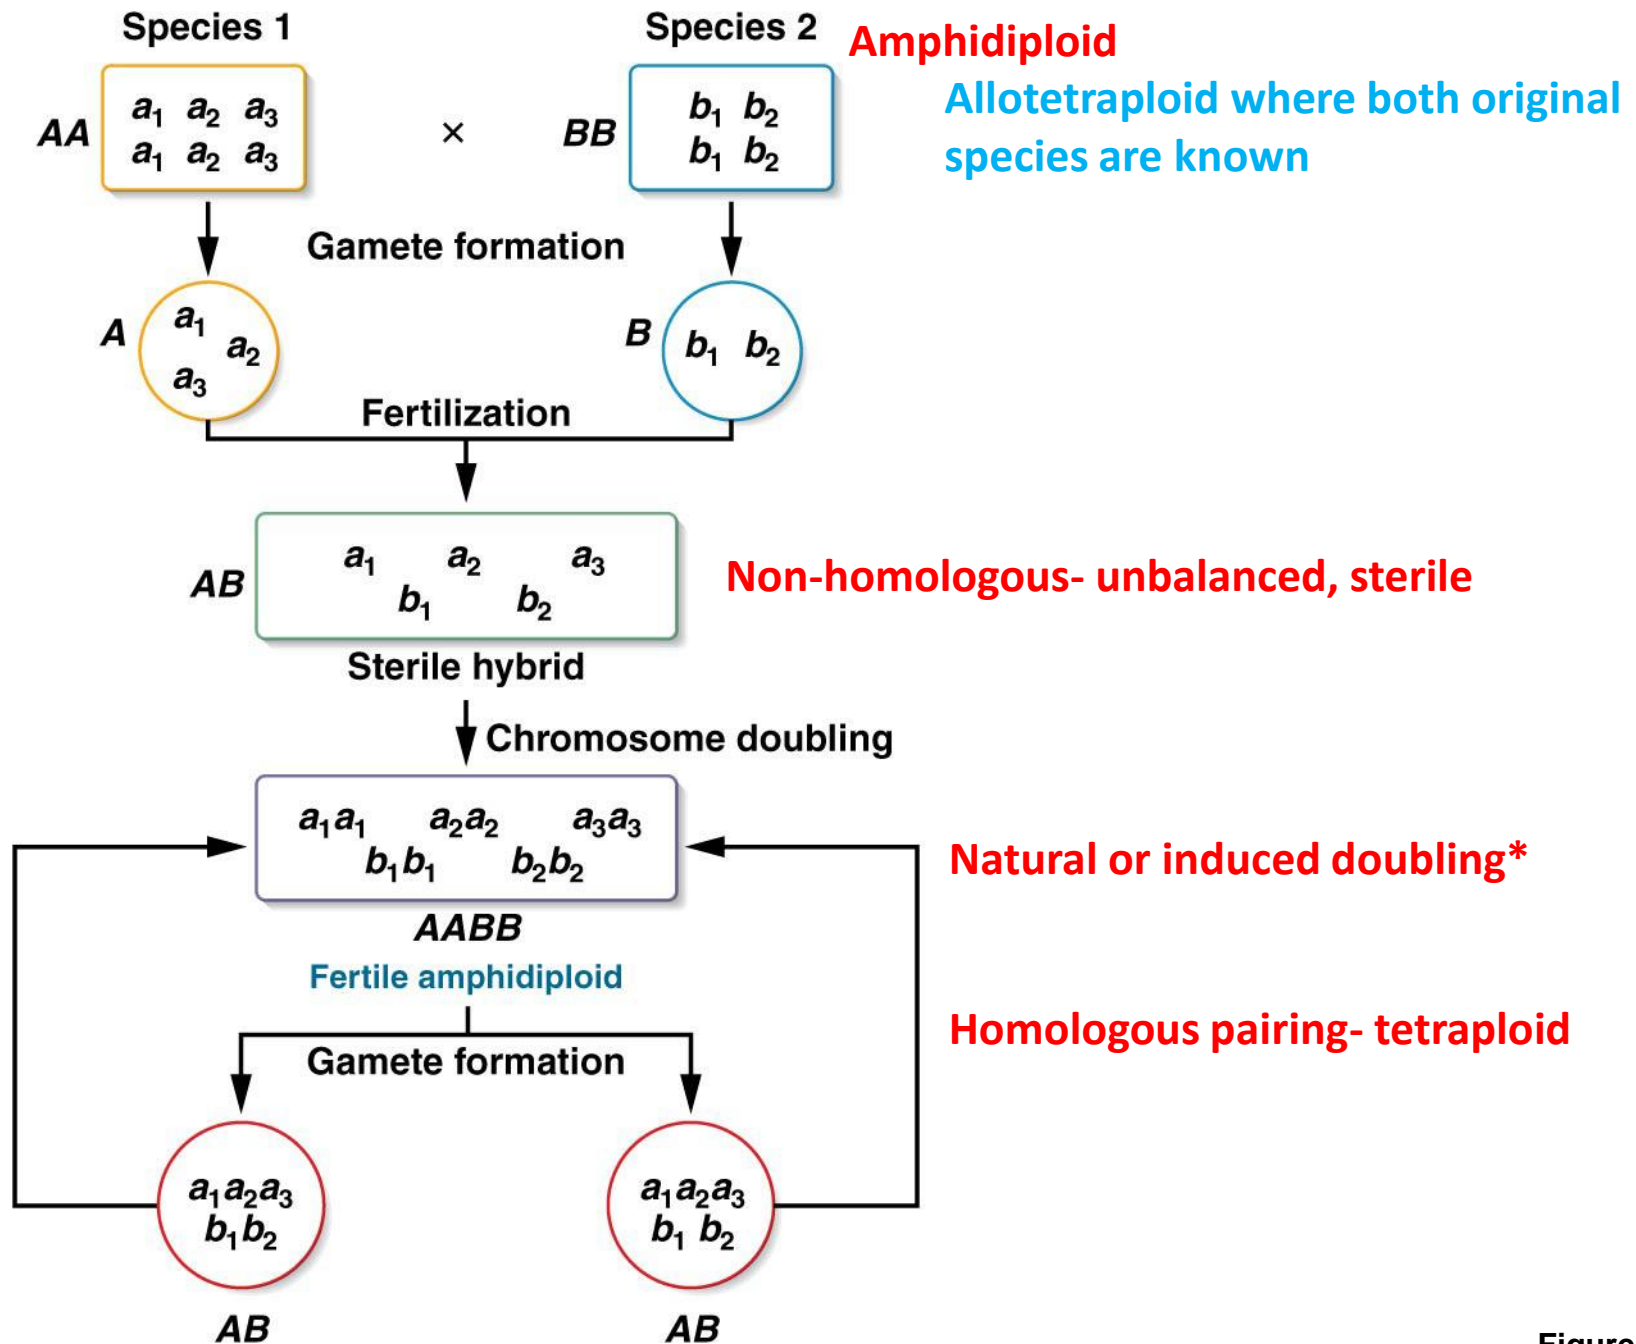 Species 1
Species 2
Amphidiploid
Allotetraploid where both original
species are known
AA
a1 a2 a3
a1 a2 a3
×
BB
b1 b2
b1 b2
Gamete formation
A
a1
a2
a3
B
b1 b2
Fertilization
AB
a1 a2 a3
b1 b2
Non-homologous- unbalanced, sterile
Sterile hybrid
Chromosome doubling
a1a1 a2a2 a3a3
b1b1 b2b2
Natural or induced doubling*
AABB
Fertile amphidiploid
Homologous pairing- tetraploid
Gamete formation
a1a2a3
b1b2
a1a2a3
b1 b2
AB
AB
Figure